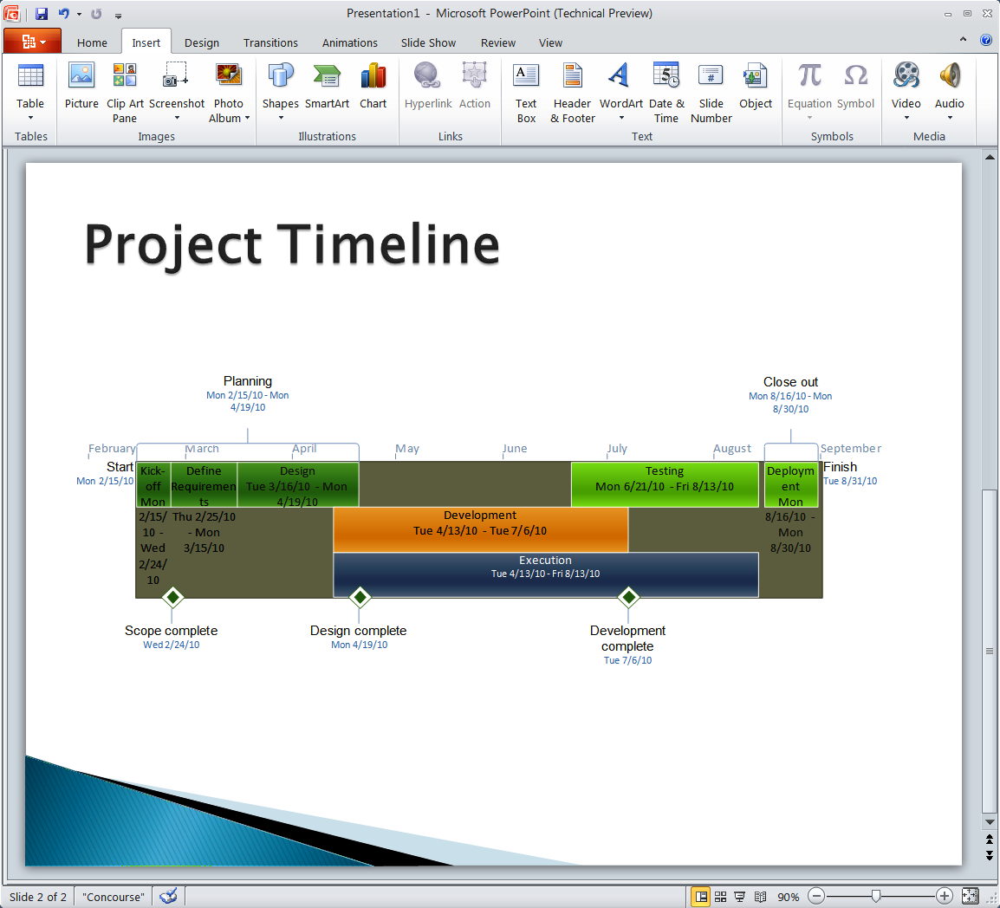 Presentation1 - Microsoft PowerPoint (Technical Preview)
Home Insert Design Transitions Animations Slide Show Review View
Table
Picture
Clip Art
Pane
Screenshot
Photo
Album
Shapes
SmartArt
Chart
Hyperlink
Action
Text
Box
Header
& Footer
WordArt
Date &
Time
Slide
Number
Object
Equation
Symbol
Video
Audio
Tables Images Illustrations Links Text Symbols Media
Project Timeline
Planning
Mon 2/15/10 - Mon
4/19/10
Close out
Mon 8/16/10 - Mon
8/30/10
February March April May June July August September
Start
Mon 2/15/10
Kick-
off
Mon
2/15/
10 -
Wed
2/24/
10
Define
Requiremen
ts
Thu 2/25/10
- Mon
3/15/10
Design
Tue 3/16/10 - Mon
4/19/10
Testing
Mon 6/21/10 - Fri 8/13/10
Deploym
ent
Mon
8/16/10 -
Mon
8/30/10
Finish
Tue 8/31/10
Development
Tue 4/13/10 - Tue 7/6/10
Execution
Tue 4/13/10 - Fri 8/13/10
Scope complete
Wed 2/24/10
Design complete
Mon 4/19/10
Development
complete
Tue 7/6/10
Slide 2 of 2 "Concourse" 90%